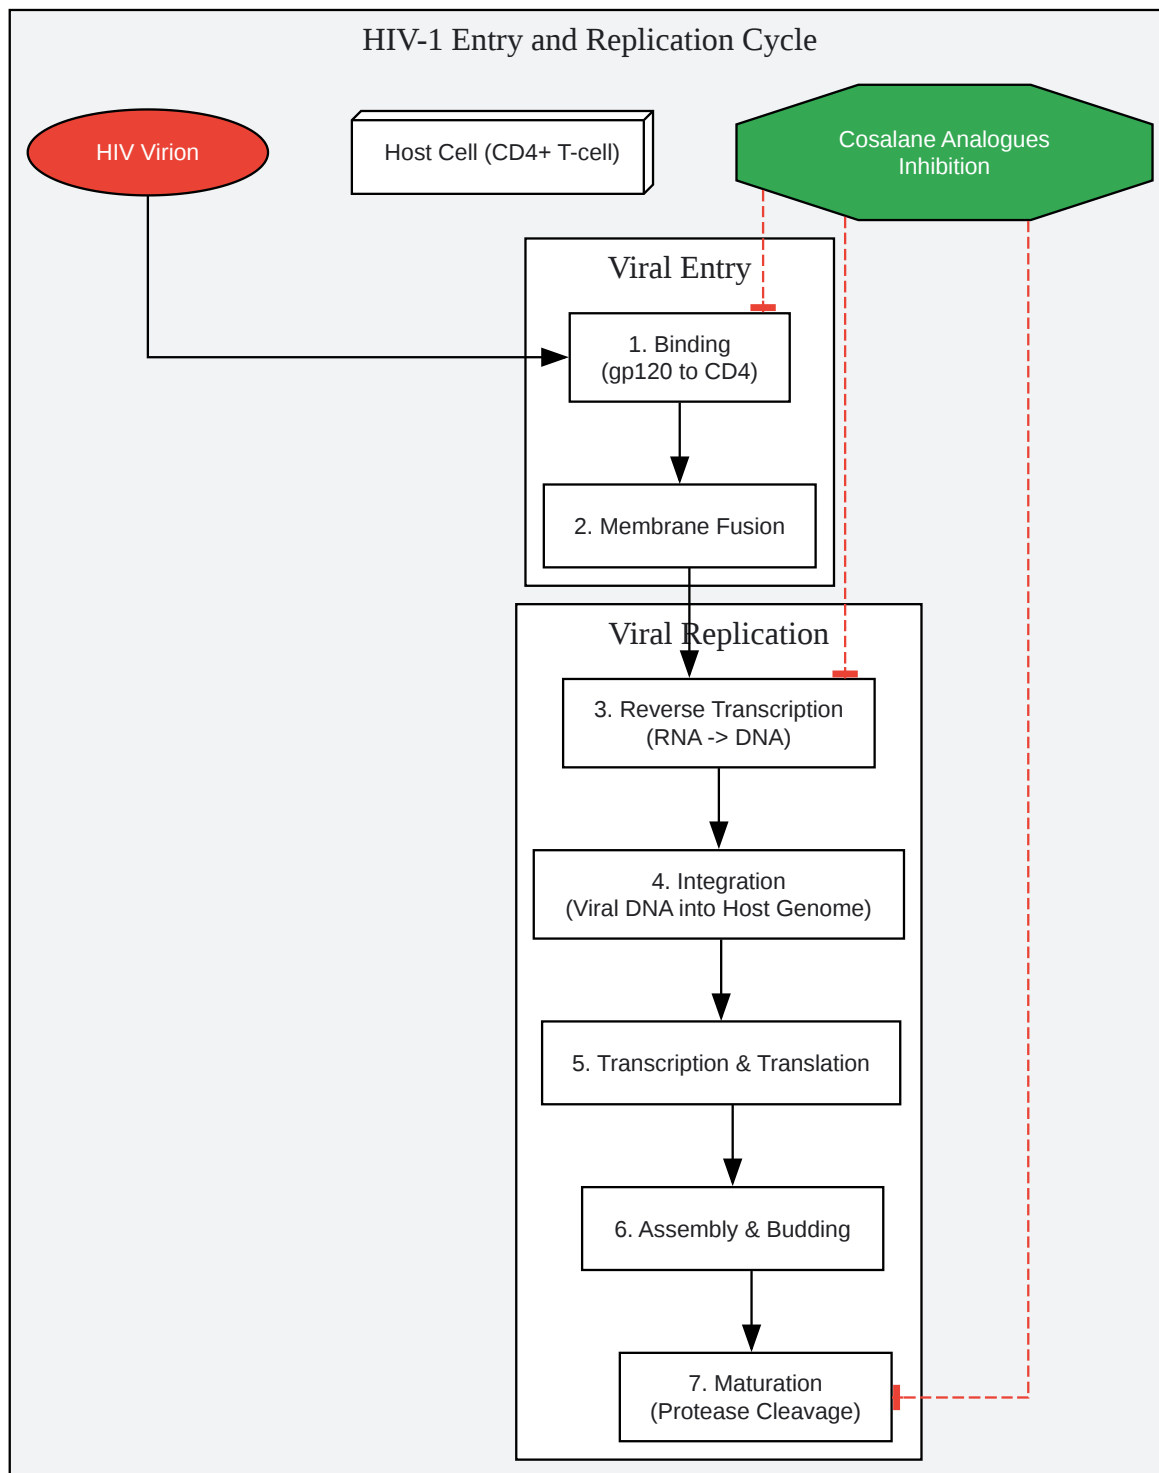 HIV-1 Entry and Replication Cycle
HIV Virion
Host Cell (CD4+ T-cell)
Cosalane Analogues
Inhibition
Viral Entry
1. Binding
(gp120 to CD4)
2. Membrane Fusion
Viral Replication
3. Reverse Transcription
(RNA -> DNA)
4. Integration
(Viral DNA into Host Genome)
5. Transcription & Translation
6. Assembly & Budding
7. Maturation
(Protease Cleavage)